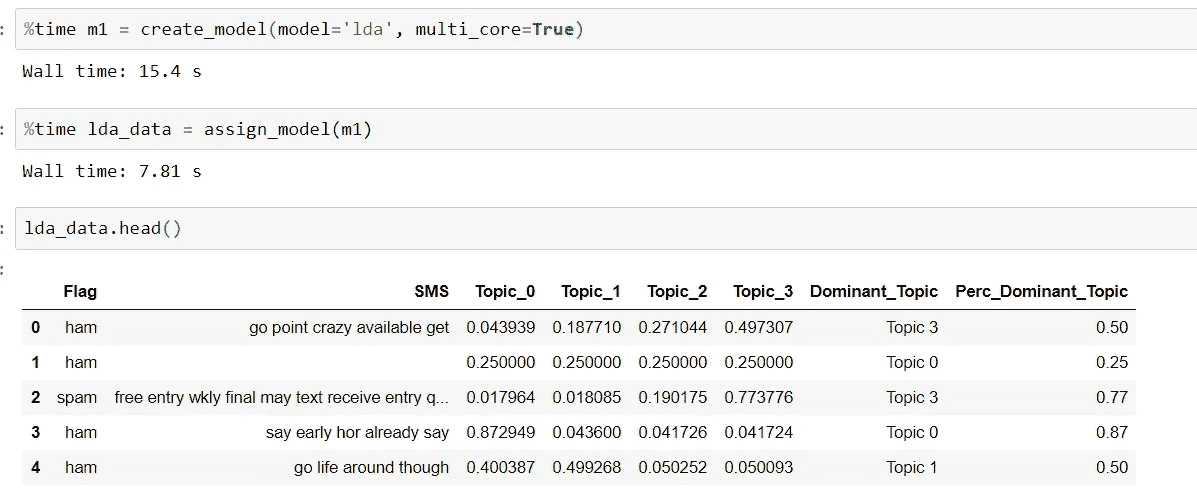 : %time m1 = create_model(model='lda', multi_core=True)
Wall time: 15.4 s
: %time lda_data = assign_model(m1)
Wall time: 7.81 s
: lda_data.head()
:
Flag SMS Topic_0 Topic_1 Topic_2 Topic_3 Dominant_Topic Perc_Dominant_Topic
0 ham go point crazy available get 0.043939 0.187710 0.271044 0.497307 Topic 3 0.50
1 ham 0.250000 0.250000 0.250000 0.250000 Topic 0 0.25
2 spam free entry wkly final may text receive entry q... 0.017964 0.018085 0.190175 0.773776 Topic 3 0.77
3 ham say early hor already say 0.872949 0.043600 0.041726 0.041724 Topic 0 0.87
4 ham go life around though 0.400387 0.499268 0.050252 0.050093 Topic 1 0.50